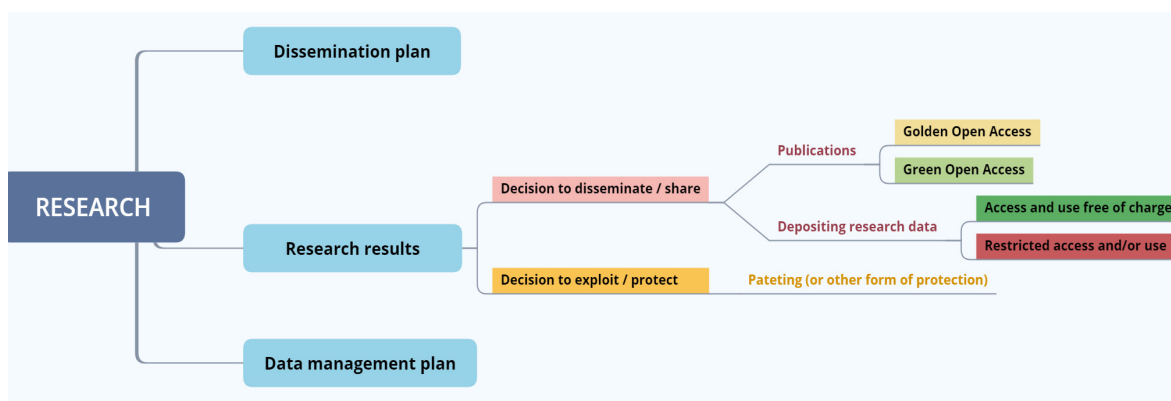 RESEARCH
Dissemination plan
Research results
Decision to disseminate / share
Publications
Golden Open Access
Green Open Access
Depositing research data
Access and use free of charge
Restricted access and/or use
Decision to exploit / protect
Pateting (or other form of protection)
Data management plan